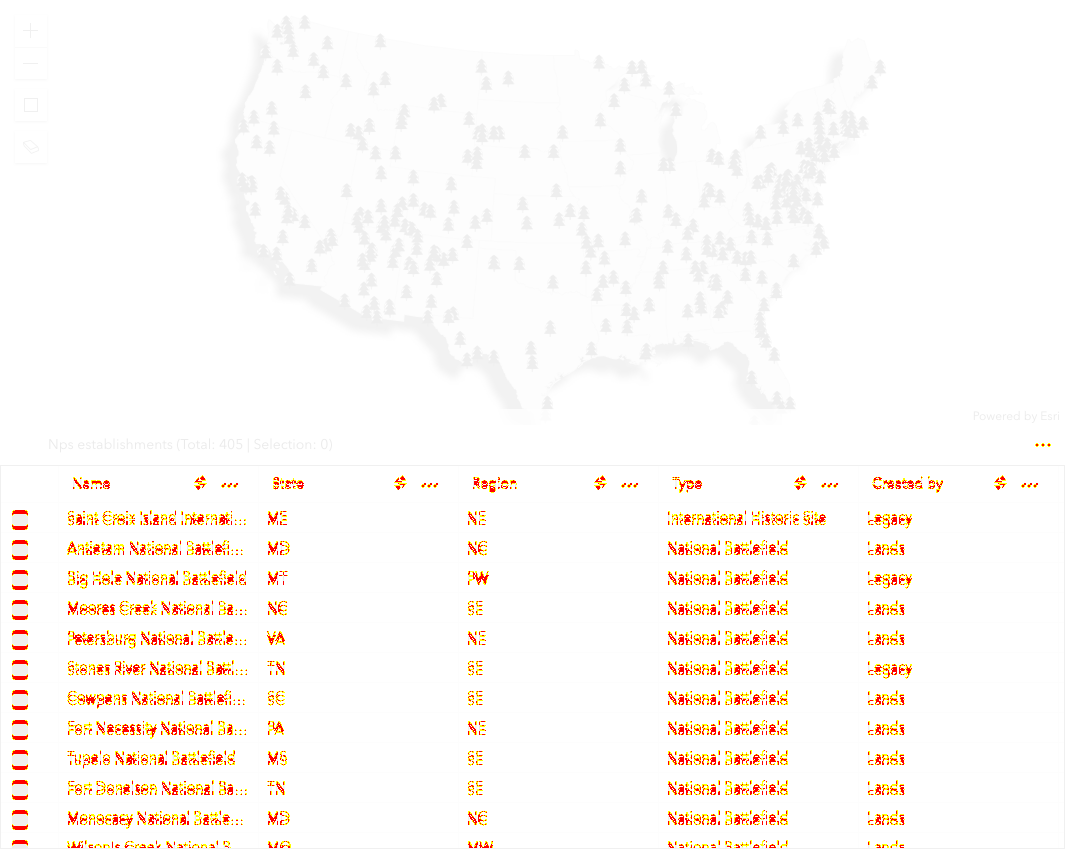 Powered by Esri
Nps establishments (Total: 405 | Selection: 0)
Name State Region Type Created by
Saint Croix Island Internati... ME NE International Historic Site Legacy
Antietam National Battlefi... MD NC National Battlefield Lands
Big Hole National Battlefield MT PW National Battlefield Legacy
Moores Creek National Ba... NC SE National Battlefield Lands
Petersburg National Battle... VA NE National Battlefield Lands
Stones River National Batt... TN SE National Battlefield Legacy
Cowpens National Battlefi... SC SE National Battlefield Lands
Fort Necessity National Ba... PA NE National Battlefield Lands
Tupelo National Battlefield MS SE National Battlefield Lands
Fort Donelson National Ba... TN SE National Battlefield Lands
Monocacy National Battle... MD NC National Battlefield Lands
Wilson's Creek National B... MO MW National Battlefield Lands